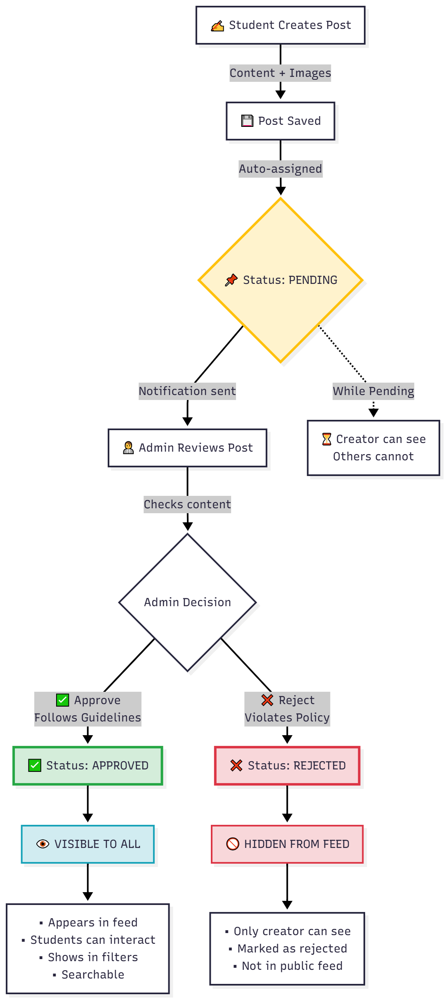 ✍️ Student Creates Post
Content + Images
💾 Post Saved
Auto-assigned
📌 Status: PENDING
Notification sent
While Pending
👨‍💼 Admin Reviews Post
⏳ Creator can see
Others cannot
Checks content
Admin Decision
✅ Approve
Follows Guidelines
❌ Reject
Violates Policy
✅ Status: APPROVED
❌ Status: REJECTED
👁️ VISIBLE TO ALL
🚫 HIDDEN FROM FEED
▪ Appears in feed
▪ Students can interact
▪ Shows in filters
▪ Searchable
▪ Only creator can see
▪ Marked as rejected
▪ Not in public feed